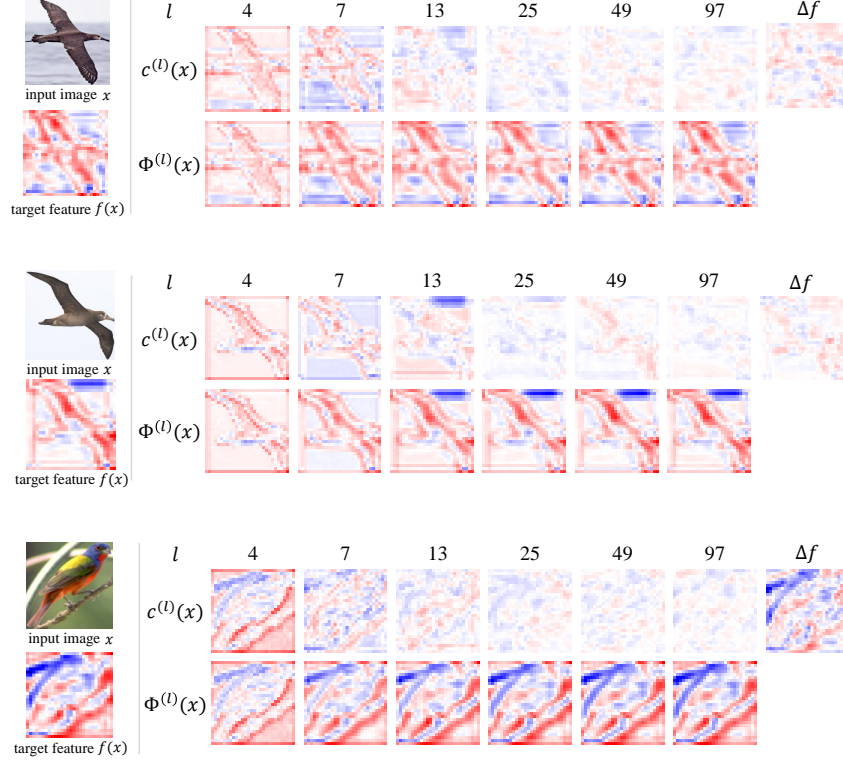 l 4 7 13 25 49 97 Δf
c⁽ˡ⁾(x)
input image x
Φ⁽ˡ⁾(x)
target feature f(x)
l 4 7 13 25 49 97 Δf
c⁽ˡ⁾(x)
input image x
Φ⁽ˡ⁾(x)
target feature f(x)
l 4 7 13 25 49 97 Δf
c⁽ˡ⁾(x)
input image x
Φ⁽ˡ⁾(x)
target feature f(x)